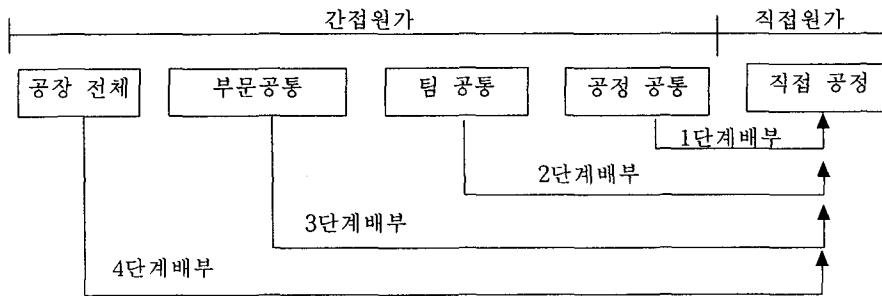 간접원가 직접원가
공장 전체 부문공통 팀 공통 공정 공통 직접 공정
1단계배부
2단계배부
3단계배부
4단계배부